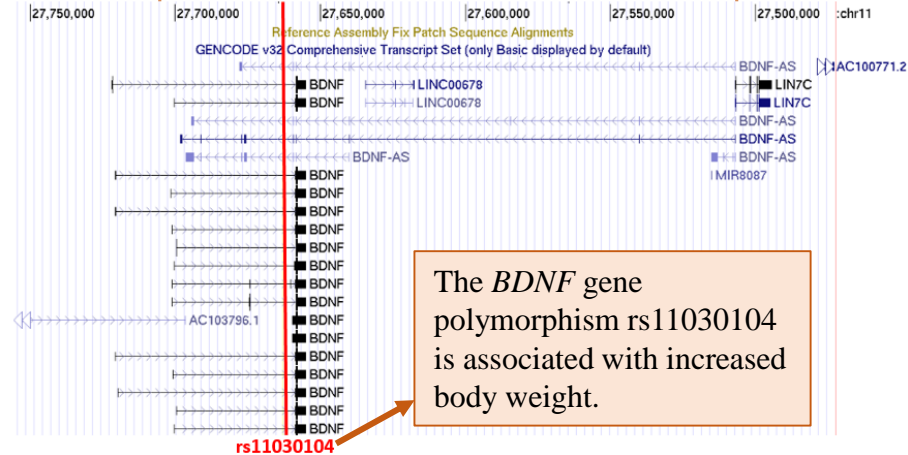 27,750,000 27,700,000 27,650,000 27,600,000 27,550,000 27,500,000 :chr11
Reference Assembly Fix Patch Sequence Alignments
GENCODE v32 Comprehensive Transcript Set (only Basic displayed by default)
BDNF-AS AC100771.2
BDNF LINC00678 LIN7C
BDNF LINC00678 LIN7C
BDNF-AS
BDNF-AS
BDNF-AS BDNF-AS
BDNF MIR8087
BDNF
BDNF
BDNF
BDNF
BDNF
BDNF
BDNF
AC103796.1 BDNF
BDNF
BDNF
BDNF
BDNF
BDNF
BDNF
rs11030104
The BDNF gene
polymorphism rs11030104
is associated with increased
body weight.